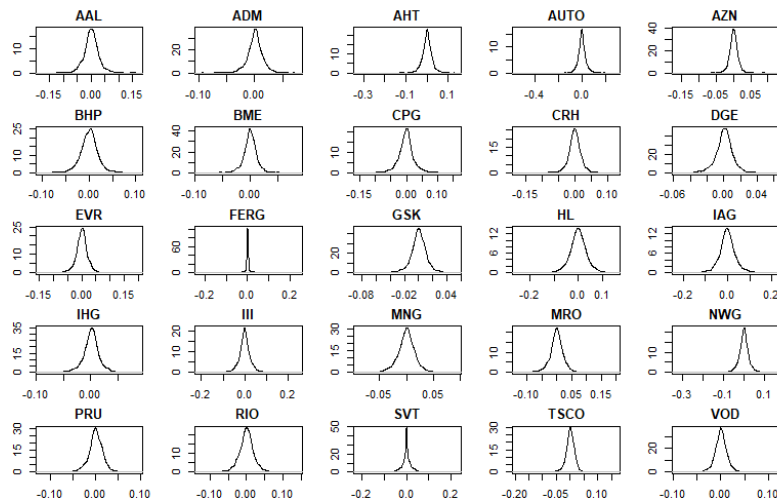 AAL ADM AHT AUTO AZN
0 10 0 20 0 10 0 10 0 20 40
-0.15 0.00 0.15 -0.10 0.00 -0.3 -0.1 0.1 -0.4 0.0 -0.15 -0.05 0.05
BHP BME CPG CRH DGE
0 10 25 0 20 40 0 10 0 15 0 20
-0.10 0.00 0.10 -0.10 0.00 -0.15 0.00 -0.15 0.00 0.10 -0.06 0.00 0.04
EVR FERG GSK HL IAG
0 10 25 0 60 0 20 0 6 12 0 4 8 12
-0.15 0.00 0.15 -0.2 0.0 0.2 -0.08 -0.02 0.04 -0.2 0.0 0.1 -0.2 0.0 0.2
IHG III MNG MRO NWG
0 15 35 0 10 20 0 10 30 0 10 0 10
-0.10 0.00 -0.2 0.0 0.2 -0.05 0.05 -0.10 0.05 0.15 -0.3 -0.1 0.1
PRU RIO SVT TSCO VOD
0 15 30 0 10 0 20 50 0 15 30 0 20
-0.10 0.00 0.10 -0.10 0.00 0.10 -0.2 0.0 0.2 -0.20 -0.05 0.10 -0.10 0.00 0.10